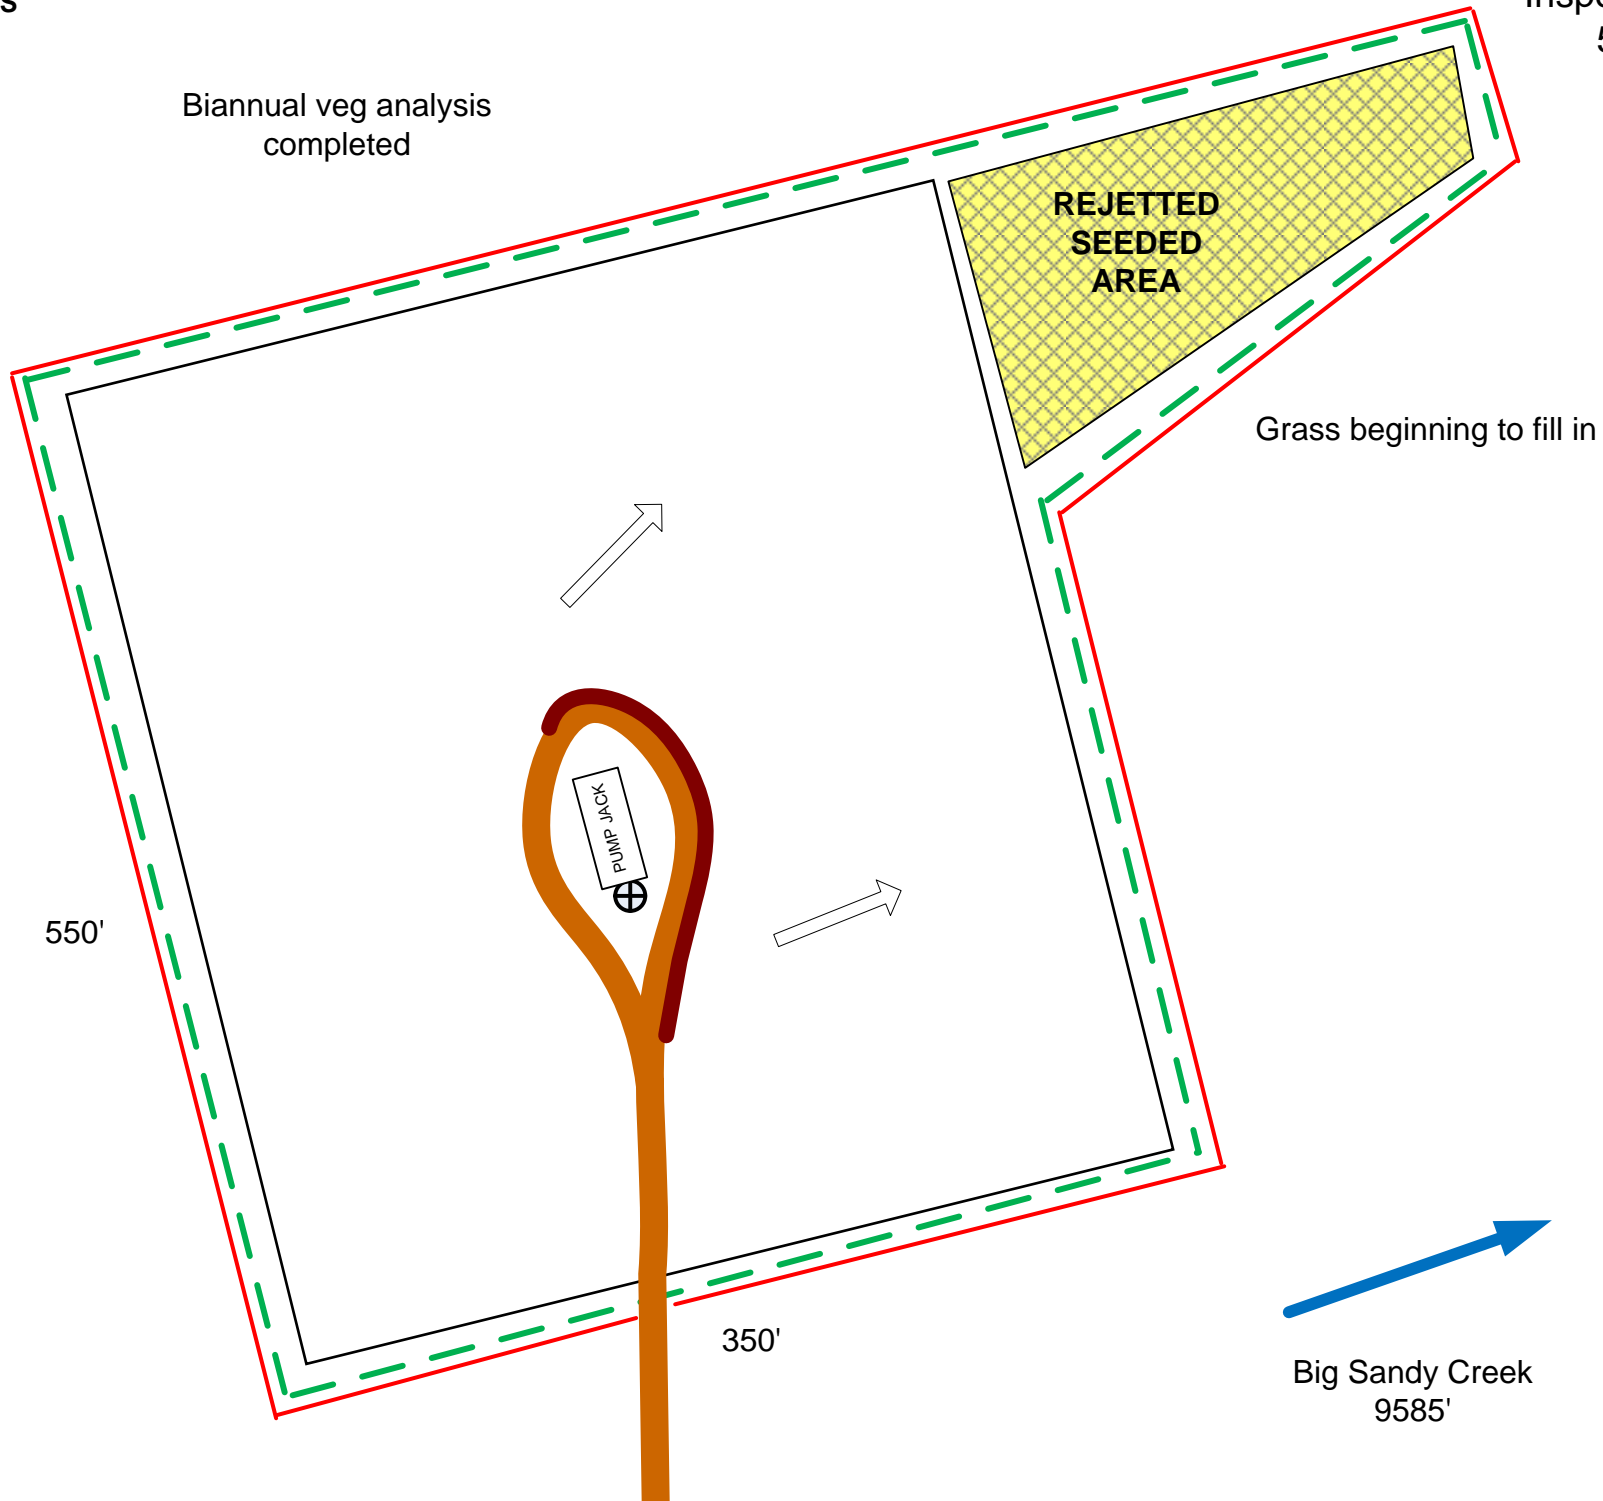 Biannual veg analysis
completed
REJETTED
SEEDED
AREA
Grass beginning to fill in
PUMP JACK
550'
350'
Big Sandy Creek
9585'